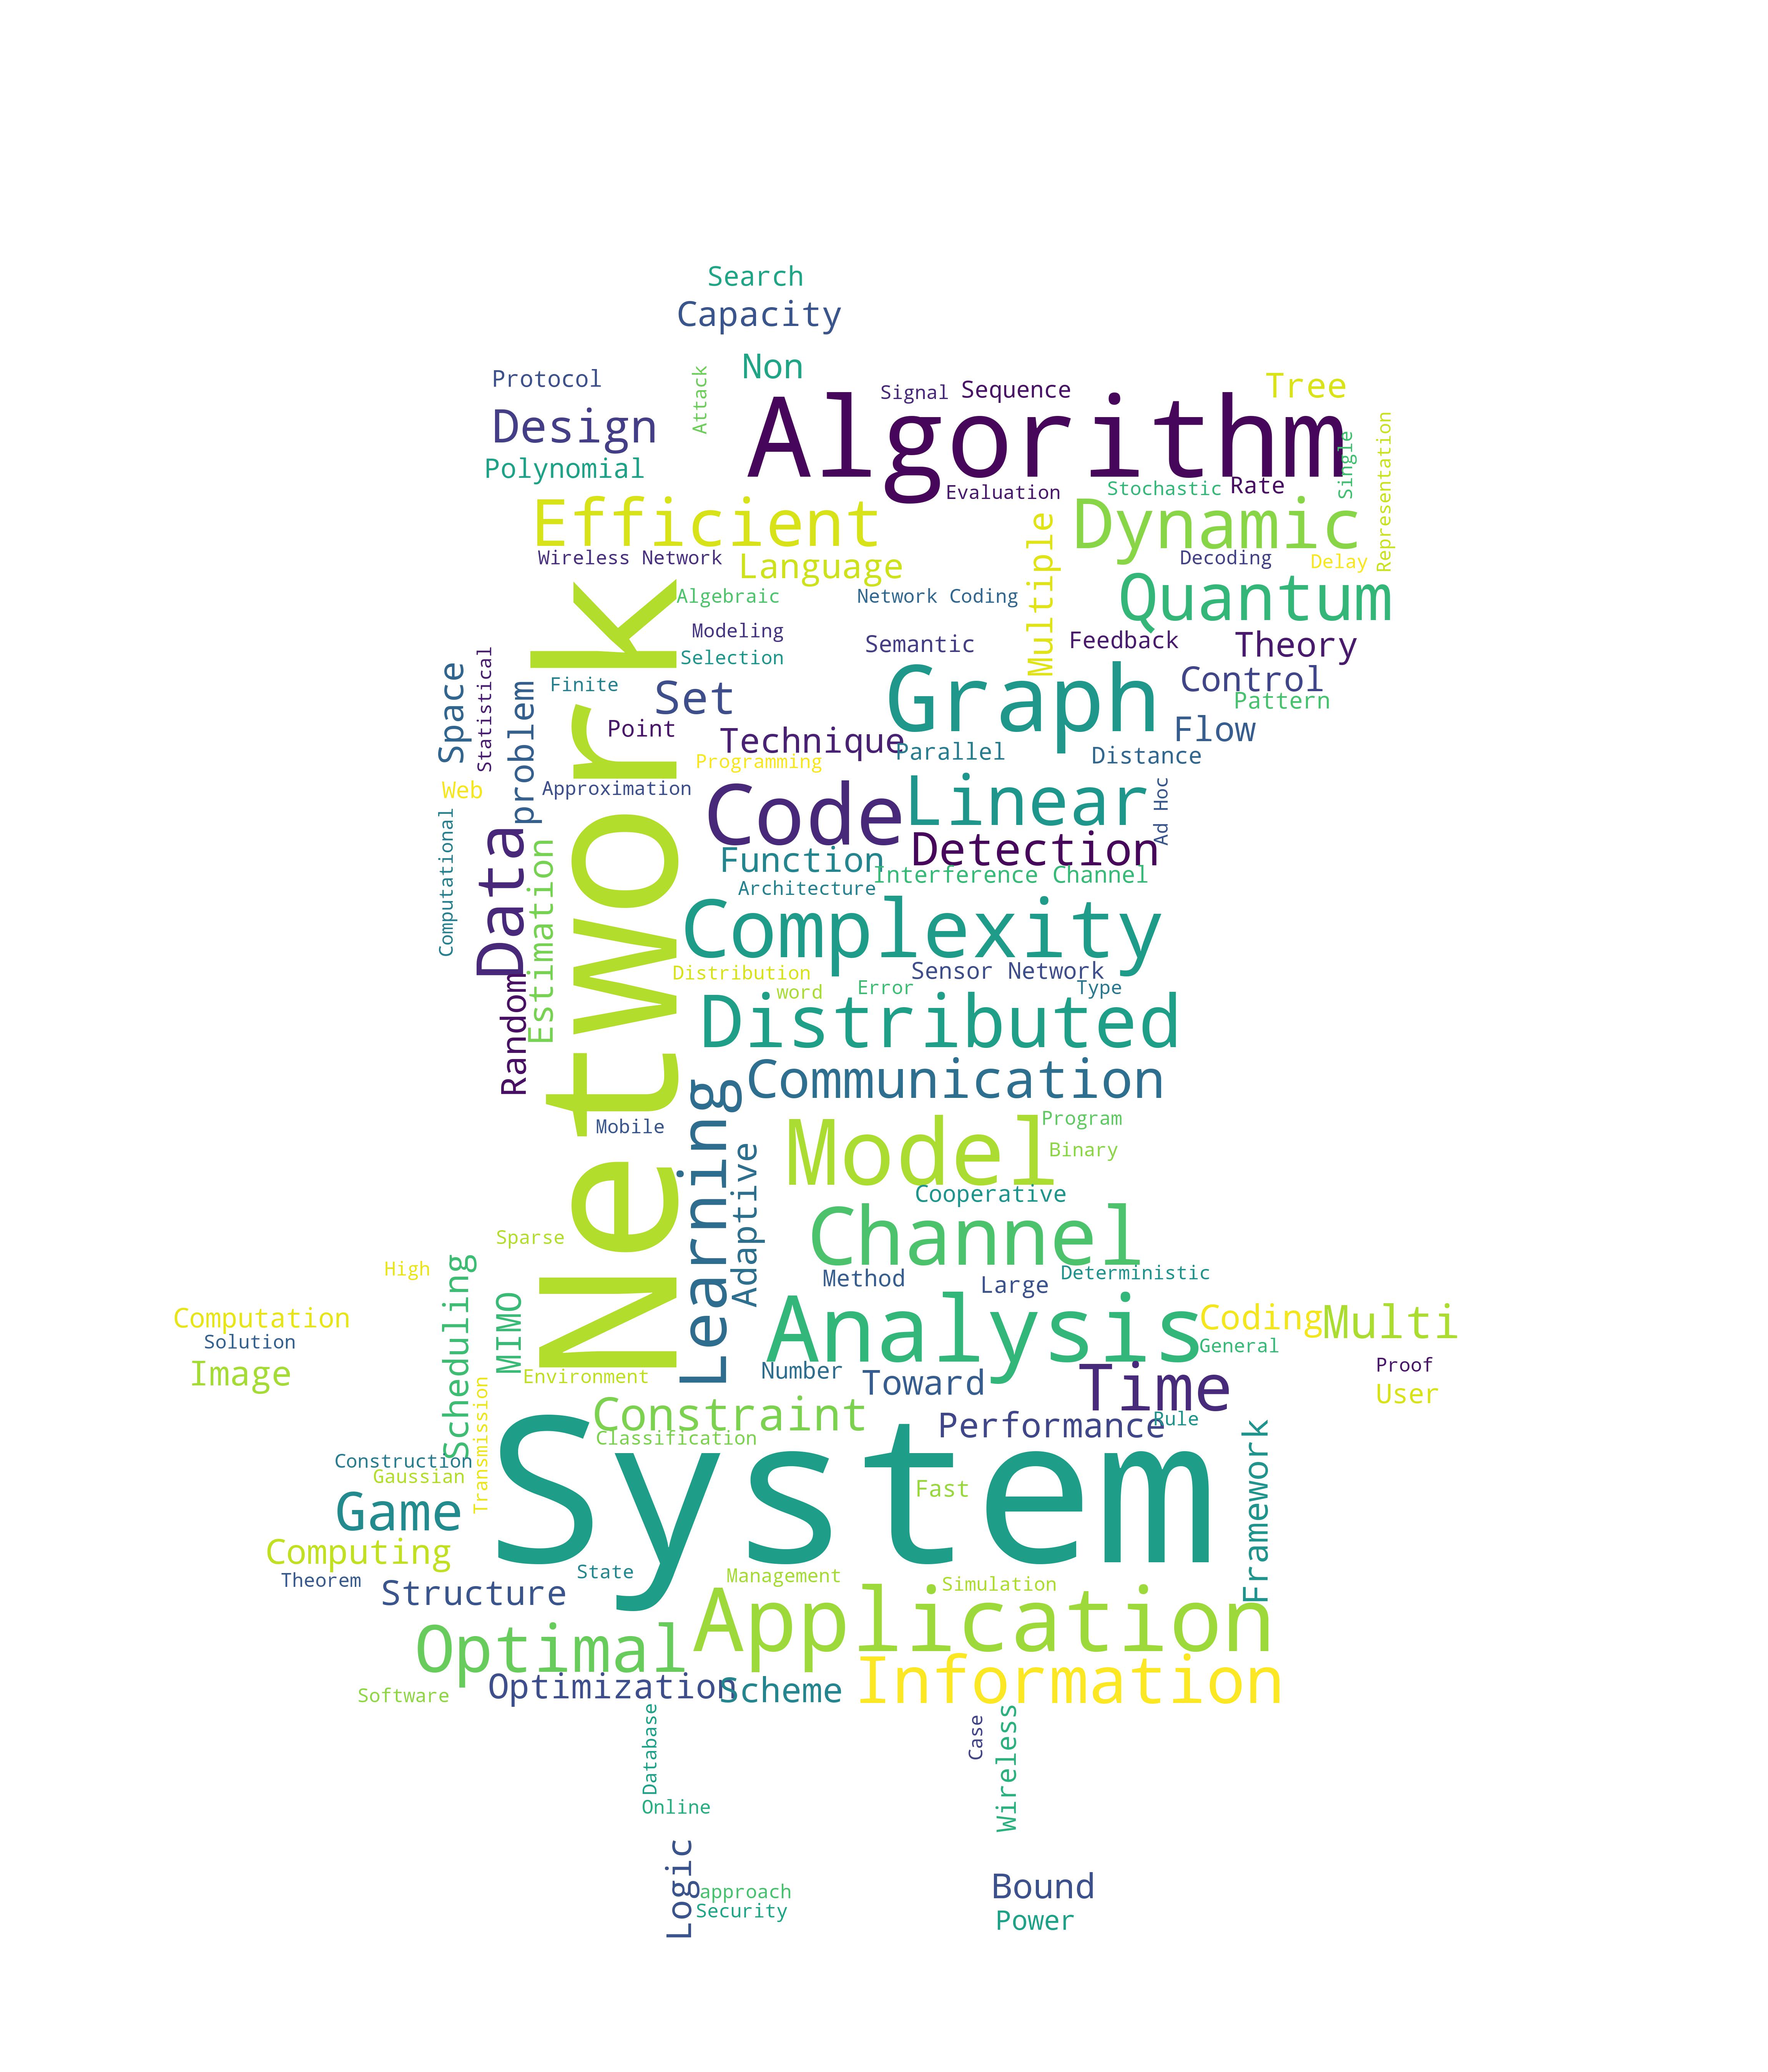 Search
Capacity
Non
Protocol
Attack
Signal
Sequence
Tree
Design
Algorithm
Single
Representation
Polynomial
Evaluation
Stochastic
Rate
Efficient
Multiple
Dynamic
Wireless Network
Language
Decoding
Delay
Algebraic
Network Coding
Quantum
Modeling
Semantic
Feedback
Theory
Network
Space
Statistical
problem
Finite
Selection
Set
Graph
Control
Pattern
Point
Technique
Parallel
Flow
Distance
Programming
Web
Approximation
Code
Linear
Ad Hoc
Computational
Data
Estimation
Function
Detection
Interference Channel
Architecture
Complexity
Random
Distribution
Sensor Network
word
Error
Type
Distributed
Communication
Learning
Mobile
Model
Program
Binary
Adaptive
Cooperative
Sparse
Channel
High
Scheduling
MIMO
Method
Large
Deterministic
Computation
Solution
Image
Analysis
Coding
Multi
General
Environment
Number
Toward
Time
Proof
User
Transmission
Constraint
Classification
Performance
Rule
Framework
Construction
Gaussian
System
Fast
Game
Computing
Theorem
Structure
State
Management
Simulation
Application
Optimal
Software
Optimization
Scheme
Information
Database
Case
Wireless
Online
Logic
approach
Security
Bound
Power